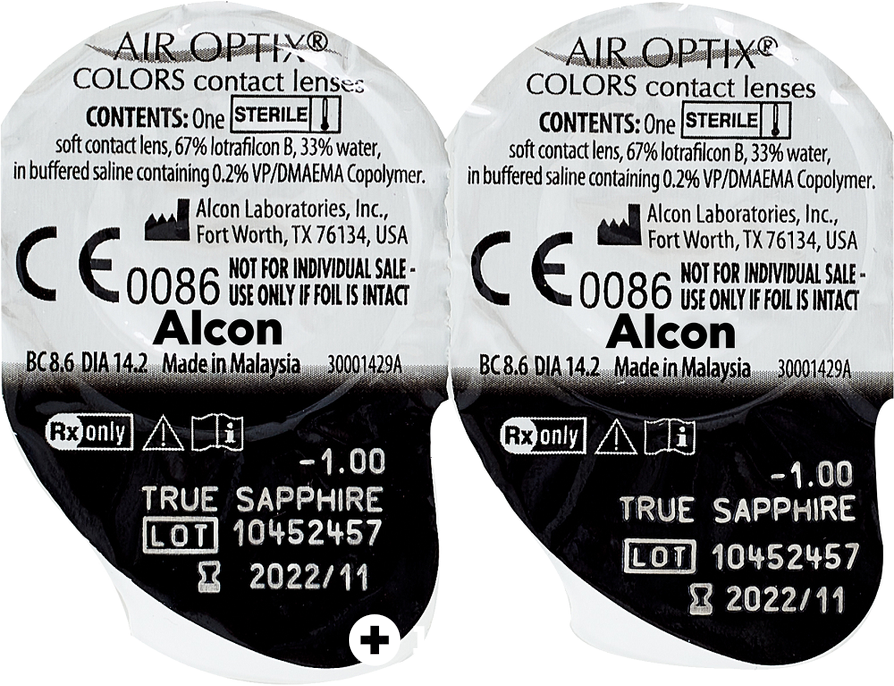 AIR OPTIX®
COLORS contact lenses
CONTENTS: One STERILE
soft contact lens, 67% lotrafilcon B, 33% water,
in buffered saline containing 0.2% VP/DMAEMA Copolymer.
Alcon Laboratories, Inc.,
Fort Worth, TX 76134, USA
CE 0086 NOT FOR INDIVIDUAL SALE -
USE ONLY IF FOIL IS INTACT
Alcon
BC 8.6 DIA 14.2 Made in Malaysia 30001429A
Rx only
-1.00
TRUE SAPPHIRE
LOT 10452457
2022/11
AIR OPTIX®
COLORS contact lenses
CONTENTS: One STERILE
soft contact lens, 67% lotrafilcon B, 33% water,
in buffered saline containing 0.2% VP/DMAEMA Copolymer.
Alcon Laboratories, Inc.,
Fort Worth, TX 76134, USA
CE 0086 NOT FOR INDIVIDUAL SALE -
USE ONLY IF FOIL IS INTACT
Alcon
BC 8.6 DIA 14.2 Made in Malaysia 30001429A
Rx only
-1.00
TRUE SAPPHIRE
LOT 10452457
2022/11